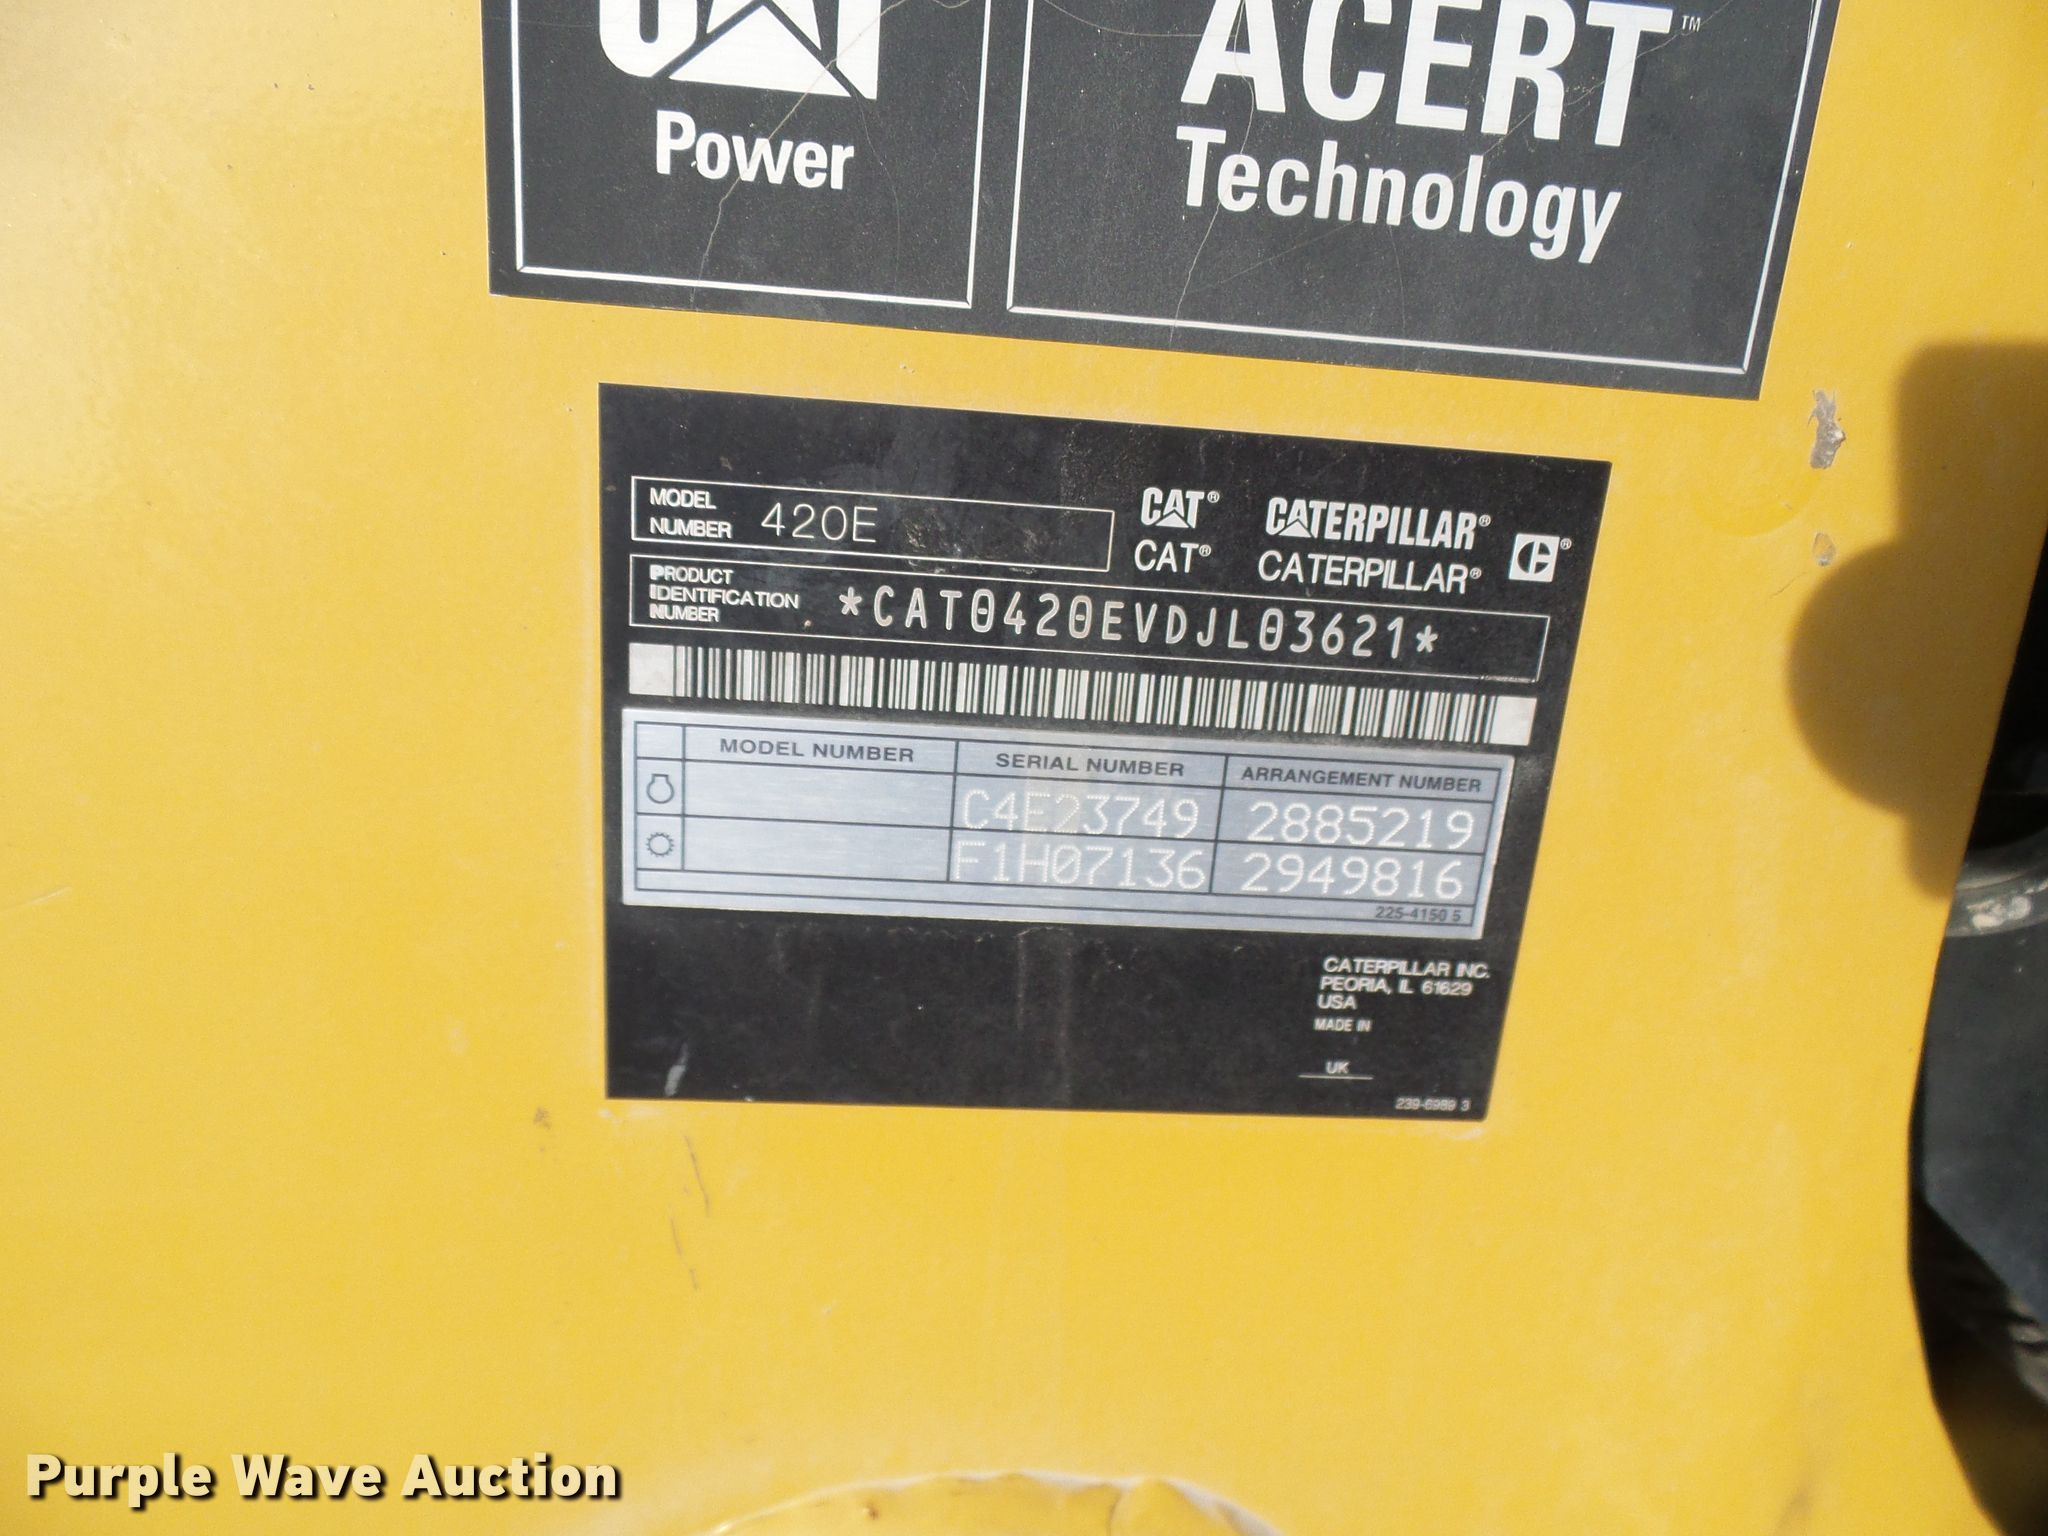 CAT
Power
ACERT™
Technology
MODEL NUMBER 420E
CAT® CATERPILLAR®
CAT® CATERPILLAR®
PRODUCT IDENTIFICATION NUMBER *CAT0420EVDJL03621*
MODEL NUMBER SERIAL NUMBER ARRANGEMENT NUMBER
C4E23749 2885219
F1H07136 2949816
225-4150 5
CATERPILLAR INC.
PEORIA, IL 61629
USA
MADE IN
UK
239-6989 3
Purple Wave Auction